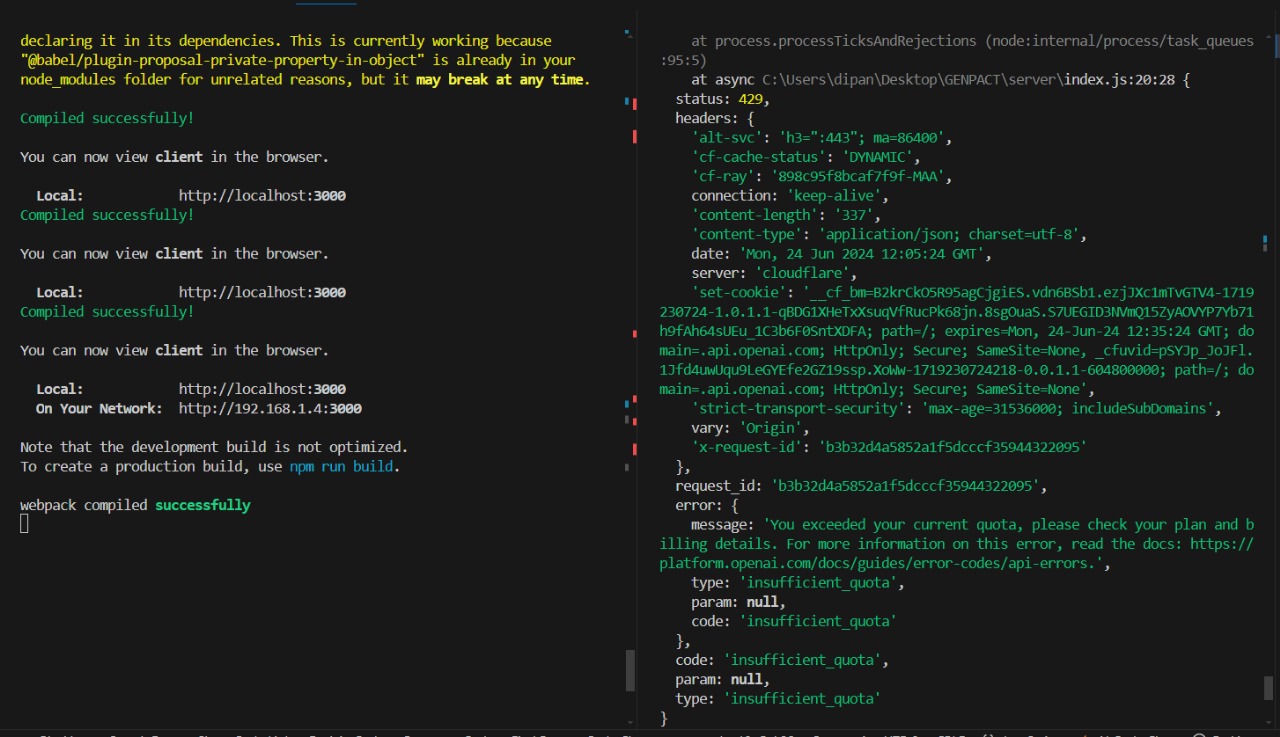 declaring it in its dependencies. This is currently working because
"@babel/plugin-proposal-private-property-in-object" is already in your
node_modules folder for unrelated reasons, but it may break at any time.
Compiled successfully!
You can now view client in the browser.
Local: http://localhost:3000
Compiled successfully!
You can now view client in the browser.
Local: http://localhost:3000
Compiled successfully!
You can now view client in the browser.
Local: http://localhost:3000
On Your Network: http://192.168.1.4:3000
Note that the development build is not optimized.
To create a production build, use npm run build.
webpack compiled successfully
at process.processTicksAndRejections (node:internal/process/task_queues
:95:5)
at async C:\Users\dipan\Desktop\GENPACT\server\index.js:20:28 {
status: 429,
headers: {
'alt-svc': 'h3=":443"; ma=86400',
'cf-cache-status': 'DYNAMIC',
'cf-ray': '898c95f8bcaf7f9f-MAA',
connection: 'keep-alive',
'content-length': '337',
'content-type': 'application/json; charset=utf-8',
date: 'Mon, 24 Jun 2024 12:05:24 GMT',
server: 'cloudflare',
'set-cookie': '__cf_bm=B2krCkO5R95agCjgiES.vdn6BSb1.ezjJXc1mTvGTV4-1719
230724-1.0.1.1-qBDG1XHeTxXsuqVfRucPk68jn.8sgOuaS.S7UEGID3NVmQ15ZyAOVYP7Yb71
h9fAh64sUEu_1C3b6F0SntXDFA; path=/; expires=Mon, 24-Jun-24 12:35:24 GMT; do
main=.api.openai.com; HttpOnly; Secure; SameSite=None, _cfuvid=pSYJp_JoJFl.
1Jfd4uwUqu9LeGYEfe2GZ19ssp.XoWw-1719230724218-0.0.1.1-604800000; path=/; do
main=.api.openai.com; HttpOnly; Secure; SameSite=None',
'strict-transport-security': 'max-age=31536000; includeSubDomains',
vary: 'Origin',
'x-request-id': 'b3b32d4a5852a1f5dcccf35944322095'
},
request_id: 'b3b32d4a5852a1f5dcccf35944322095',
error: {
message: 'You exceeded your current quota, please check your plan and b
illing details. For more information on this error, read the docs: https://
platform.openai.com/docs/guides/error-codes/api-errors.',
type: 'insufficient_quota',
param: null,
code: 'insufficient_quota'
},
code: 'insufficient_quota',
param: null,
type: 'insufficient_quota'
}